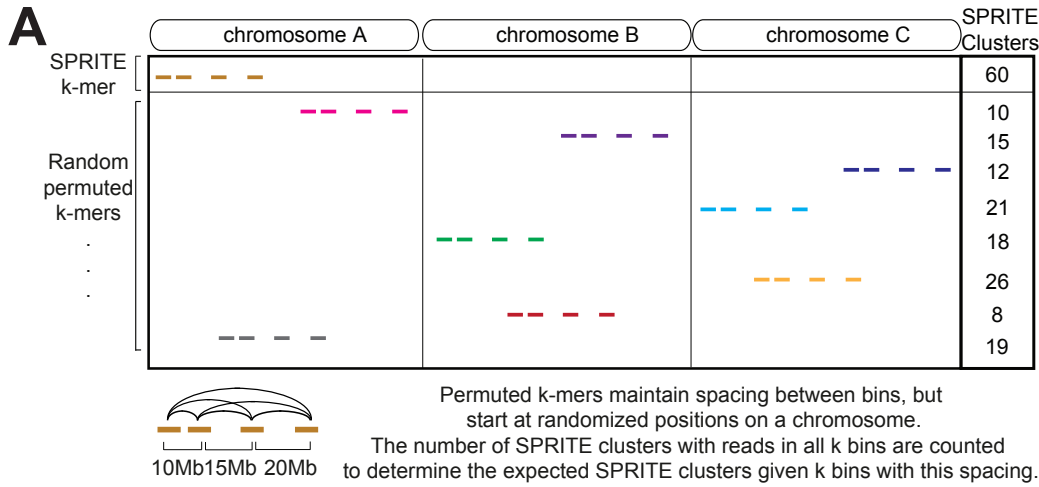 A
chromosome A chromosome B chromosome C SPRITE Clusters
SPRITE
k-mer
60
10
15
12
Random
permuted
k-mers
21
18
.
.
.
26
8
19
10Mb 15Mb 20Mb
Permuted k-mers maintain spacing between bins, but
start at randomized positions on a chromosome.
The number of SPRITE clusters with reads in all k bins are counted
to determine the expected SPRITE clusters given k bins with this spacing.